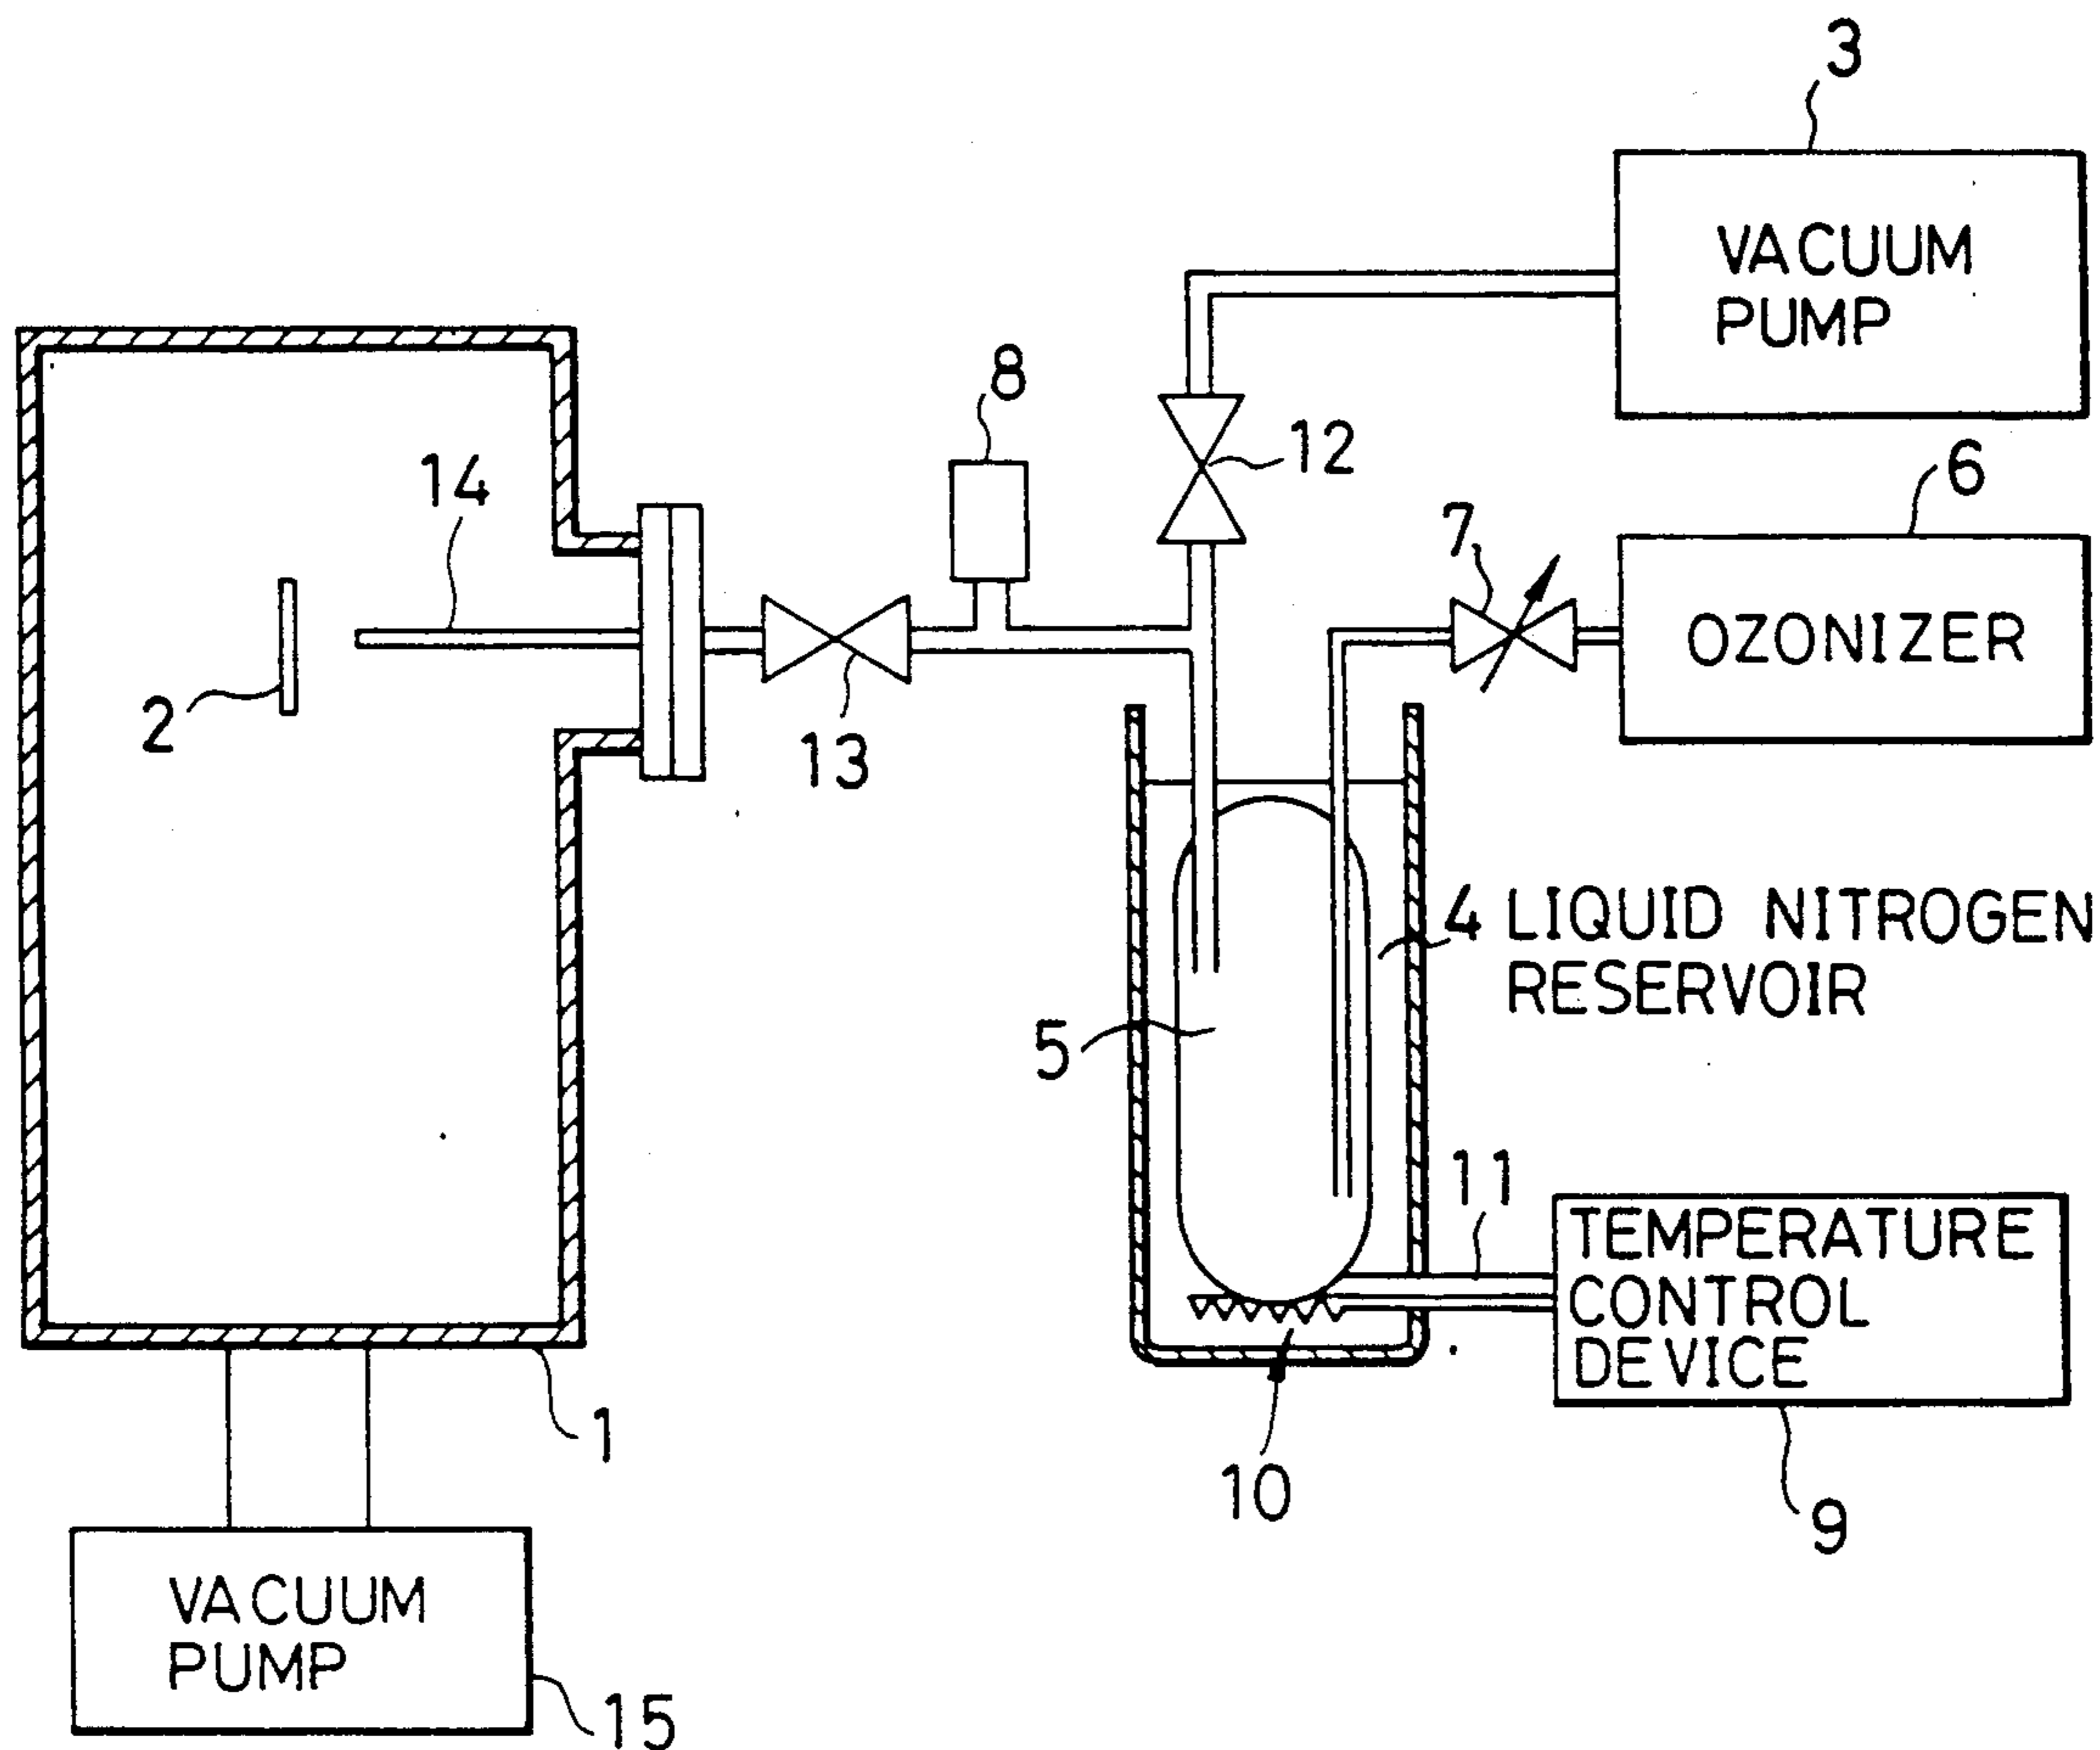 3
VACUUM
PUMP
8
12
14
6
7
OZONIZER
2
13
4 LIQUID NITROGEN
RESERVOIR
5
11
TEMPERATURE
CONTROL
DEVICE
1
10
9
VACUUM
PUMP
15